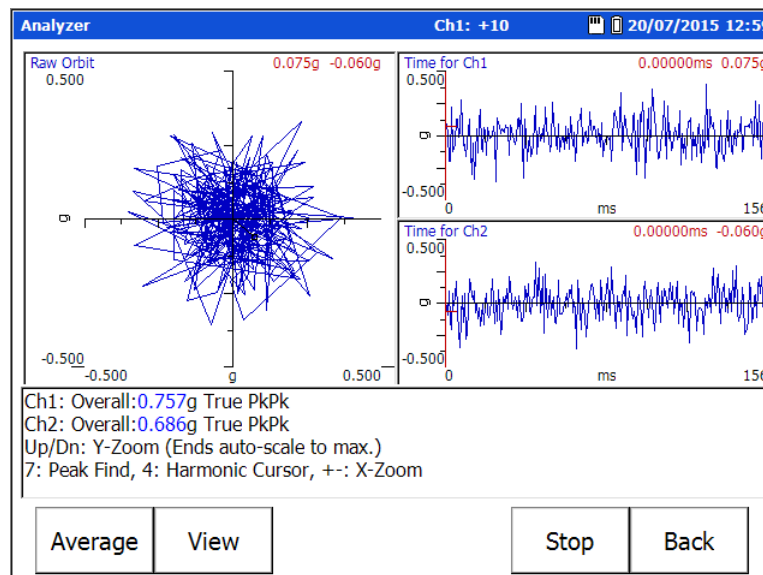 Analyzer Ch1: +10 20/07/2015 12:59
Raw Orbit 0.075g -0.060g
0.500
g
-0.500
-0.500 g 0.500
Time for Ch1 0.00000ms 0.075g
0.500
g
-0.500
0 ms 156
Time for Ch2 0.00000ms -0.060g
0.500
g
-0.500
0 ms 156
Ch1: Overall:0.757g True PkPk
Ch2: Overall:0.686g True PkPk
Up/Dn: Y-Zoom (Ends auto-scale to max.)
7: Peak Find, 4: Harmonic Cursor, +-: X-Zoom
Average View Stop Back